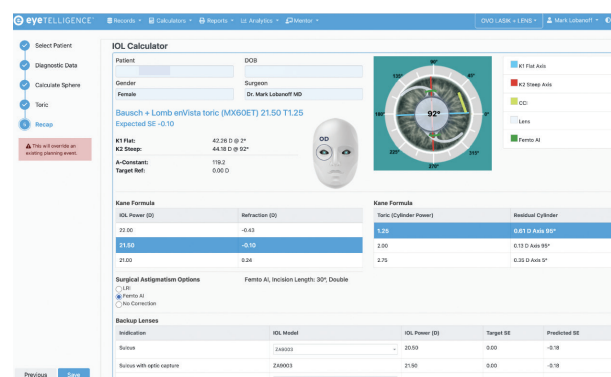 eyeTELLIGENCE
Records Calculators Reports Analytics Mentor OVO LASIK + LENS Mark Lobanoff
Select Patient
Diagnostic Data
Calculate Sphere
Toric
5 Recap
This will override an existing planning event.
Previous Save
IOL Calculator
Patient DOB
Gender Surgeon
Female Dr. Mark Lobanoff MD
Bausch + Lomb enVista toric (MX60ET) 21.50 T1.25
Expected SE -0.10
K1 Flat: 42.26 D @ 2°
K2 Steep: 44.18 D @ 92°
A-Constant: 119.2
Target Ref: 0.00 D
OD
90°
135° 45°
180° 92° 0°
225° 315°
270°
K1 Flat Axis
K2 Steep Axis
CCI
Lens
Femto AI
Kane Formula
IOL Power (D) Refraction (D)
22.00 -0.43
21.50 -0.10
21.00 0.24
Kane Formula
Toric (Cylinder Power) Residual Cylinder
1.25 0.61 D Axis 95°
2.00 0.13 D Axis 95°
2.75 0.35 D Axis 5°
Surgical Astigmatism Options Femto AI, Incision Length: 30°, Double
LRI
Femto AI
No Correction
Backup Lenses
Inidication IOL Model IOL Power (D) Target SE Predicted SE
Sulcus ZA9003 20.50 0.00 -0.18
Sulcus with optic capture ZA9003 21.50 0.00 -0.18